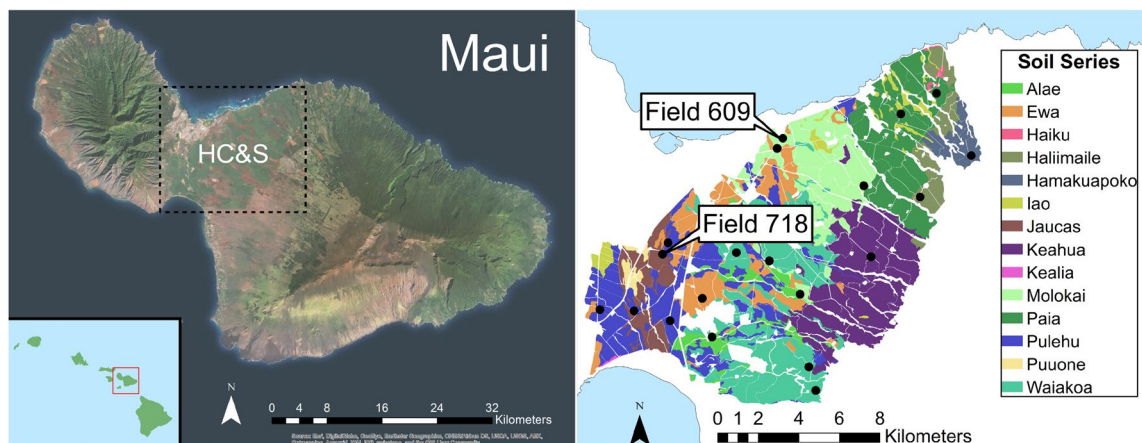 Maui
HC&S
N
0 4 8 16 24 32
Kilometers
Field 609
Field 718
Soil Series
Alae
Ewa
Haiku
Haliimaile
Hamakuapoko
Iao
Jaucas
Keahua
Kealia
Molokai
Paia
Pulehu
Puuone
Waiakoa
N
0 1 2 4 6 8
Kilometers